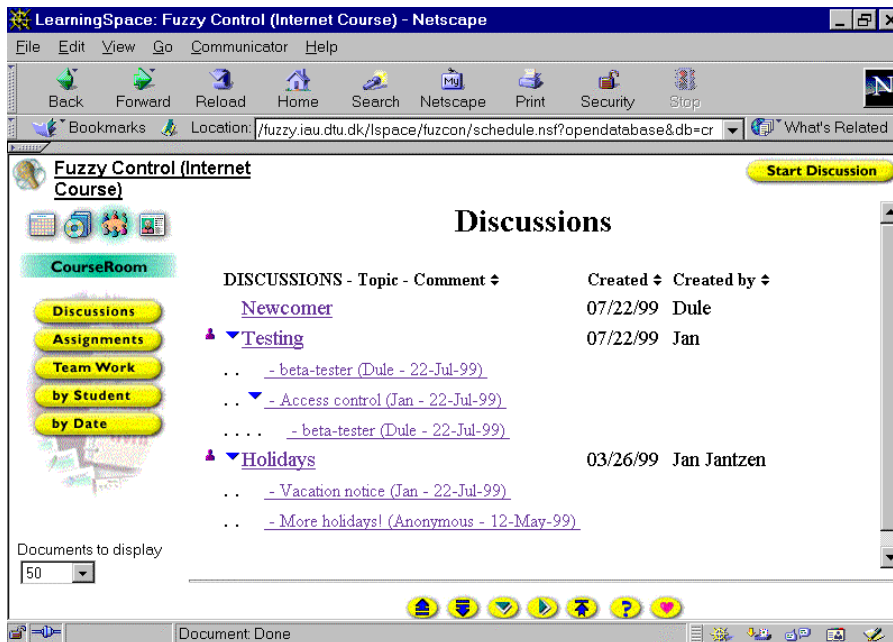 LearningSpace: Fuzzy Control (Internet Course) - Netscape
File Edit View Go Communicator Help
My
Back Forward Reload Home Search Netscape Print Security Stop
N
Bookmarks Location: /fuzzy.iau.dtu.dk/lspace/fuzcon/schedule.nsf?opendatabase&db=cr What's Related
Fuzzy Control (Internet
Course)
Start Discussion
Discussions
CourseRoom
DISCUSSIONS - Topic - Comment Created Created by
Newcomer 07/22/99 Dule
Discussions
Testing 07/22/99 Jan
Assignments
. . - beta-tester (Dule - 22-Jul-99)
Team Work
. . - Access control (Jan - 22-Jul-99)
by Student
. . . . - beta-tester (Dule - 22-Jul-99)
by Date
Holidays 03/26/99 Jan Jantzen
. . - Vacation notice (Jan - 22-Jul-99)
. . - More holidays! (Anonymous - 12-May-99)
Documents to display
50
?
Document: Done